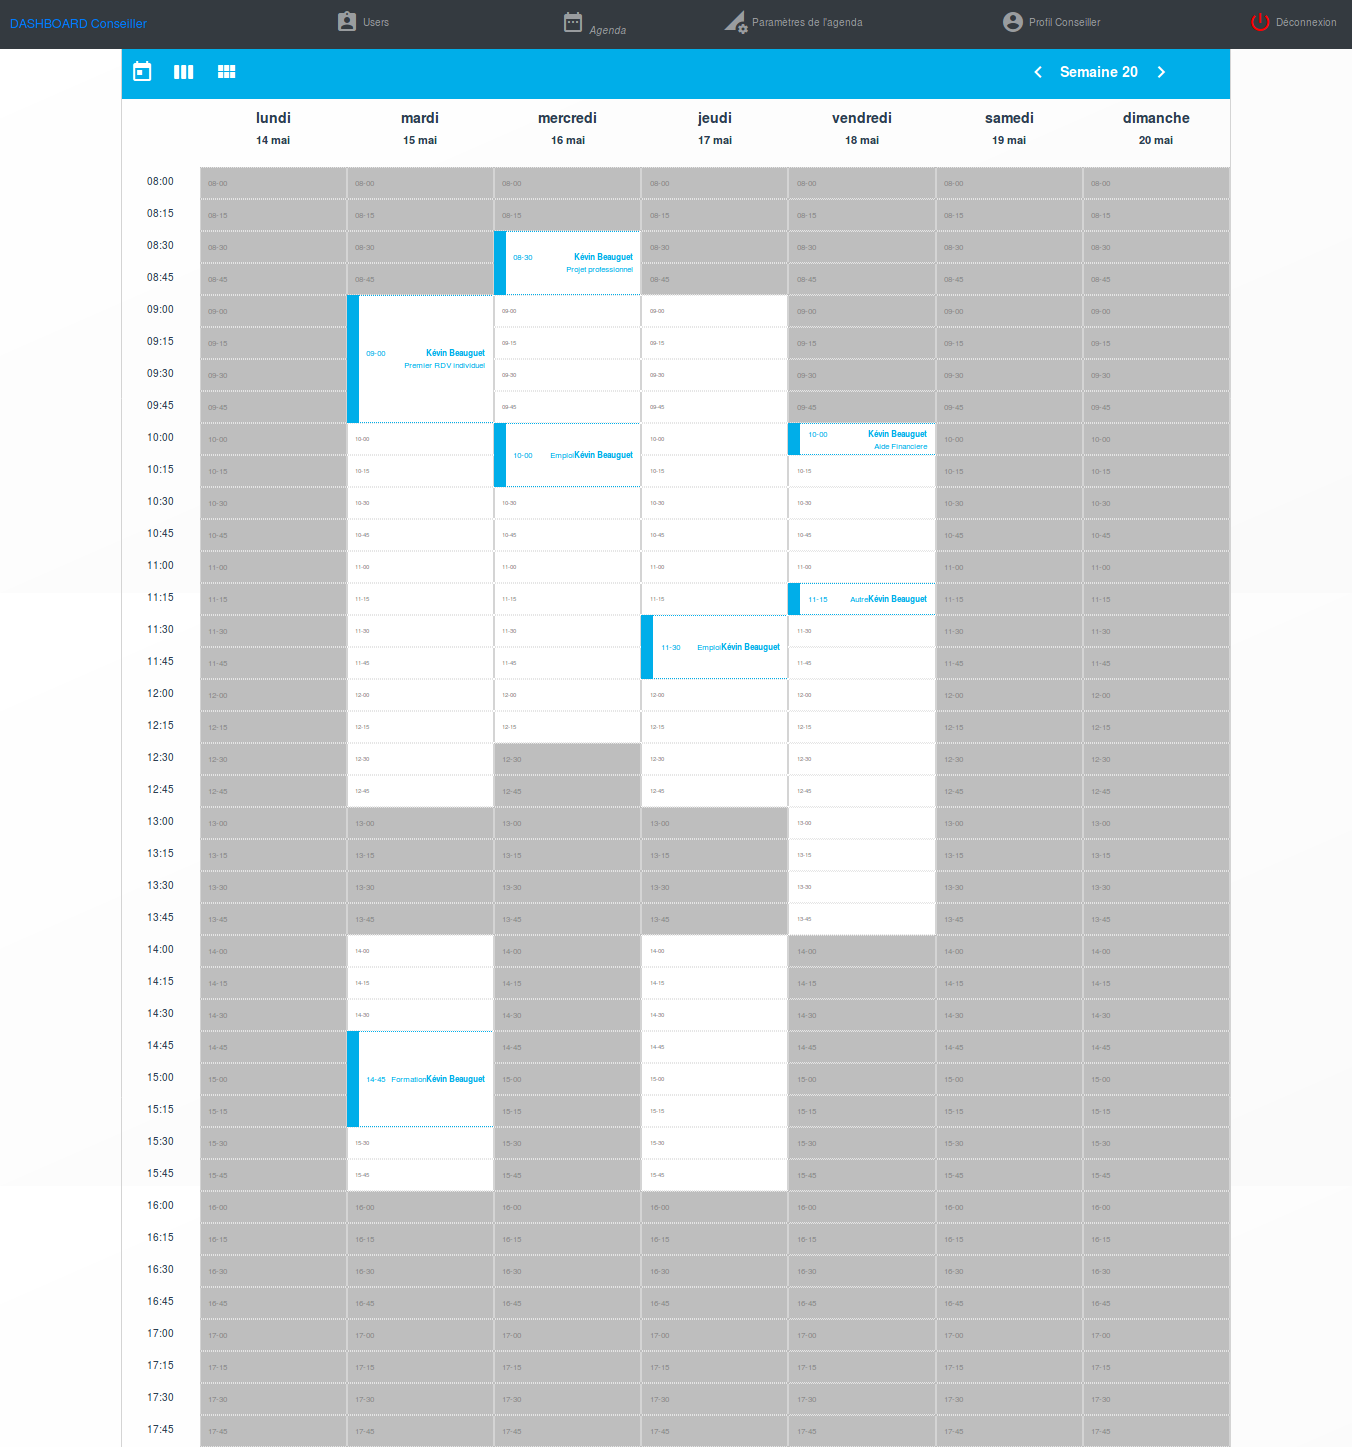 DASHBOARD Conseiller Users Agenda Paramètres de l'agenda Profil Conseiller Déconnexion
Semaine 20
lundi mardi mercredi jeudi vendredi samedi dimanche
14 mai 15 mai 16 mai 17 mai 18 mai 19 mai 20 mai
08:00 08-00 08-00 08-00 08-00 08-00 08-00 08-00
08:15 08-15 08-15 08-15 08-15 08-15 08-15 08-15
08:30 08-30 08-30 08-30 08-30 08-30 08-30
08-30 Kévin Beauguet
Projet professionnel
08:45 08-45 08-45 08-45 08-45 08-45 08-45
09:00 09-00 09-00 09-00 09-00 09-00 09-00
09:15 09-15 09-15 09-15 09-15 09-15 09-15
09-00 Kévin Beauguet
Premier RDV individuel
09:30 09-30 09-30 09-30 09-30 09-30 09-30
09:45 09-45 09-45 09-45 09-45 09-45 09-45
10:00 10-00 10-00 10-00 10-00 Kévin Beauguet 10-00 10-00
Aide Financiere
10-00 EmploiKévin Beauguet
10:15 10-15 10-15 10-15 10-15 10-15 10-15
10:30 10-30 10-30 10-30 10-30 10-30 10-30 10-30
10:45 10-45 10-45 10-45 10-45 10-45 10-45 10-45
11:00 11-00 11-00 11-00 11-00 11-00 11-00 11-00
11:15 11-15 11-15 11-15 11-15 11-15 AutreKévin Beauguet 11-15 11-15
11:30 11-30 11-30 11-30 11-30 11-30 11-30
11-30 EmploiKévin Beauguet
11:45 11-45 11-45 11-45 11-45 11-45 11-45
12:00 12-00 12-00 12-00 12-00 12-00 12-00 12-00
12:15 12-15 12-15 12-15 12-15 12-15 12-15 12-15
12:30 12-30 12-30 12-30 12-30 12-30 12-30 12-30
12:45 12-45 12-45 12-45 12-45 12-45 12-45 12-45
13:00 13-00 13-00 13-00 13-00 13-00 13-00 13-00
13:15 13-15 13-15 13-15 13-15 13-15 13-15 13-15
13:30 13-30 13-30 13-30 13-30 13-30 13-30 13-30
13:45 13-45 13-45 13-45 13-45 13-45 13-45 13-45
14:00 14-00 14-00 14-00 14-00 14-00 14-00 14-00
14:15 14-15 14-15 14-15 14-15 14-15 14-15 14-15
14:30 14-30 14-30 14-30 14-30 14-30 14-30 14-30
14:45 14-45 14-45 14-45 14-45 14-45 14-45
15:00 15-00 14-45 FormationKévin Beauguet 15-00 15-00 15-00 15-00 15-00
15:15 15-15 15-15 15-15 15-15 15-15 15-15
15:30 15-30 15-30 15-30 15-30 15-30 15-30 15-30
15:45 15-45 15-45 15-45 15-45 15-45 15-45 15-45
16:00 16-00 16-00 16-00 16-00 16-00 16-00 16-00
16:15 16-15 16-15 16-15 16-15 16-15 16-15 16-15
16:30 16-30 16-30 16-30 16-30 16-30 16-30 16-30
16:45 16-45 16-45 16-45 16-45 16-45 16-45 16-45
17:00 17-00 17-00 17-00 17-00 17-00 17-00 17-00
17:15 17-15 17-15 17-15 17-15 17-15 17-15 17-15
17:30 17-30 17-30 17-30 17-30 17-30 17-30 17-30
17:45 17-45 17-45 17-45 17-45 17-45 17-45 17-45